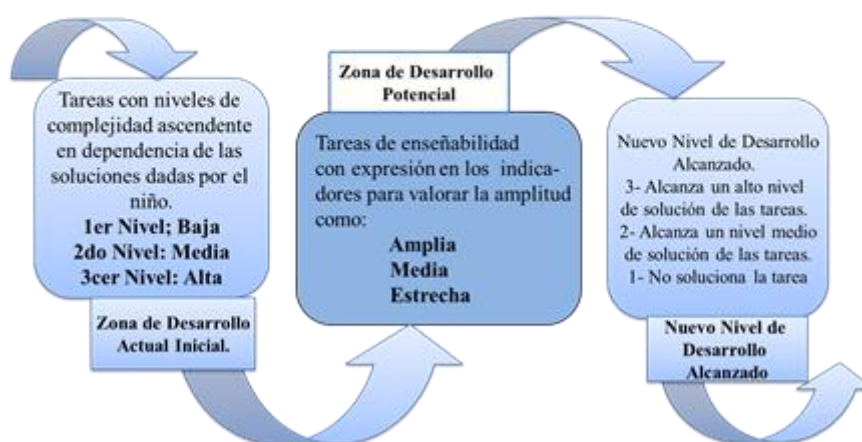 Tareas con niveles de
complejidad ascendente
en dependencia de las
soluciones dadas por el
niño.
1er Nivel; Baja
2do Nivel: Media
3cer Nivel: Alta
Zona de Desarrollo
Actual Inicial.
Zona de Desarrollo
Potencial
Tareas de enseñabilidad
con expresión en los indica-
dores para valorar la amplitud
como:
Amplia
Media
Estrecha
Nuevo Nivel de Desarrollo
Alcanzado.
3- Alcanza un alto nivel
de solución de las tareas.
2- Alcanza un nivel medio
de solución de las tareas.
1- No soluciona la tarea
Nuevo Nivel de
Desarrollo
Alcanzado